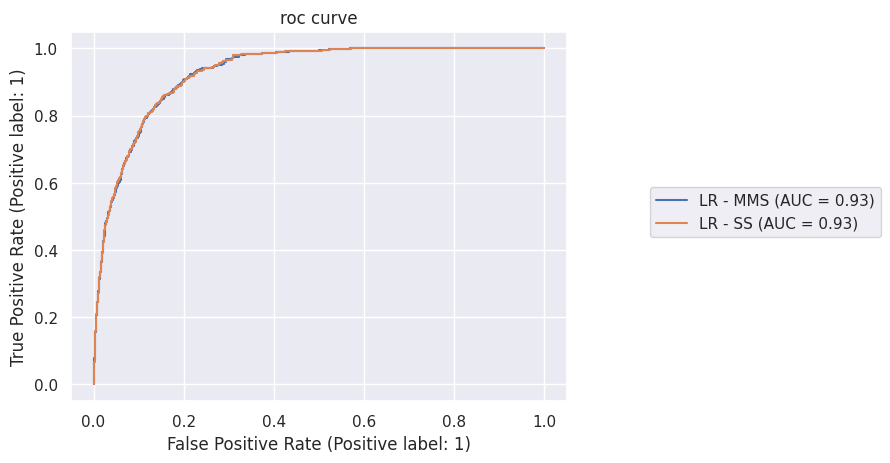 roc curve
True Positive Rate (Positive label: 1)
1.0
0.8
0.6
0.4
0.2
0.0
0.0 0.2 0.4 0.6 0.8 1.0
False Positive Rate (Positive label: 1)
LR - MMS (AUC = 0.93)
LR - SS (AUC = 0.93)